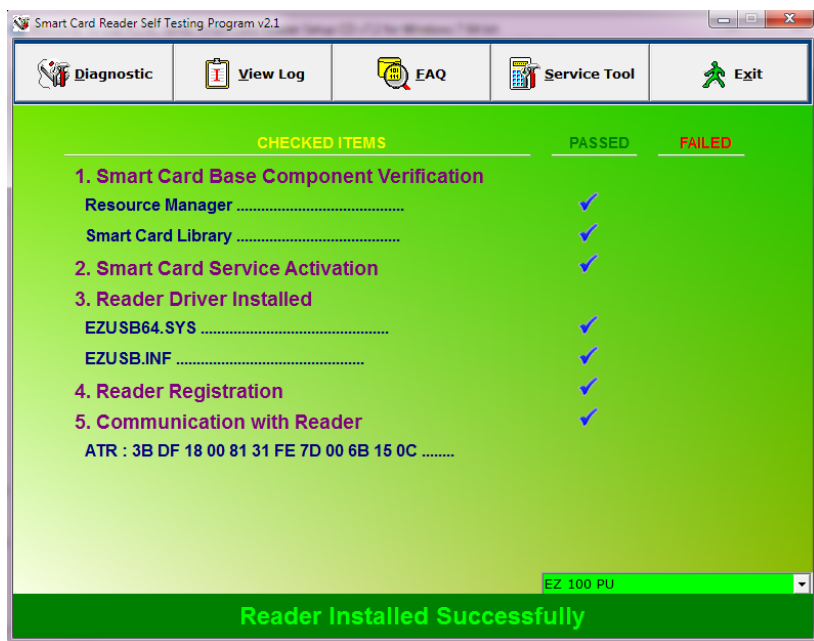 Smart Card Reader Self Testing Program v2.1
Diagnostic View Log FAQ Service Tool Exit
CHECKED ITEMS PASSED FAILED
1. Smart Card Base Component Verification
Resource Manager ........................................
Smart Card Library .......................................
2. Smart Card Service Activation
3. Reader Driver Installed
EZUSB64.SYS .............................................
EZUSB.INF .............................................
4. Reader Registration
5. Communication with Reader
ATR : 3B DF 18 00 81 31 FE 7D 00 6B 15 0C ........
EZ 100 PU
Reader Installed Successfully